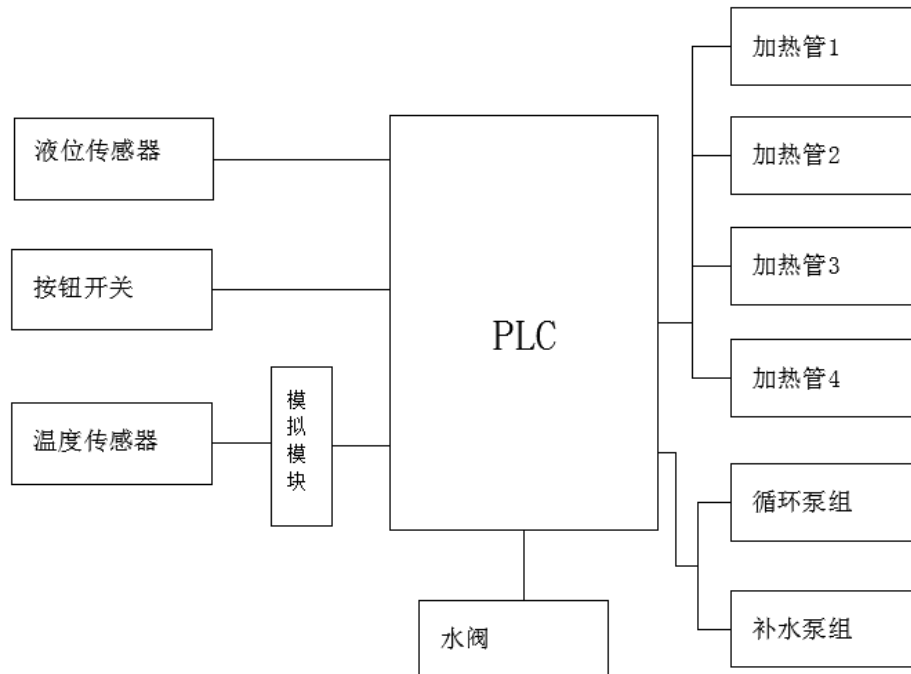 加热管1
液位传感器
加热管2
按钮开关
加热管3
PLC
加热管4
温度传感器
模
拟
模
块
循环泵组
水阀
补水泵组